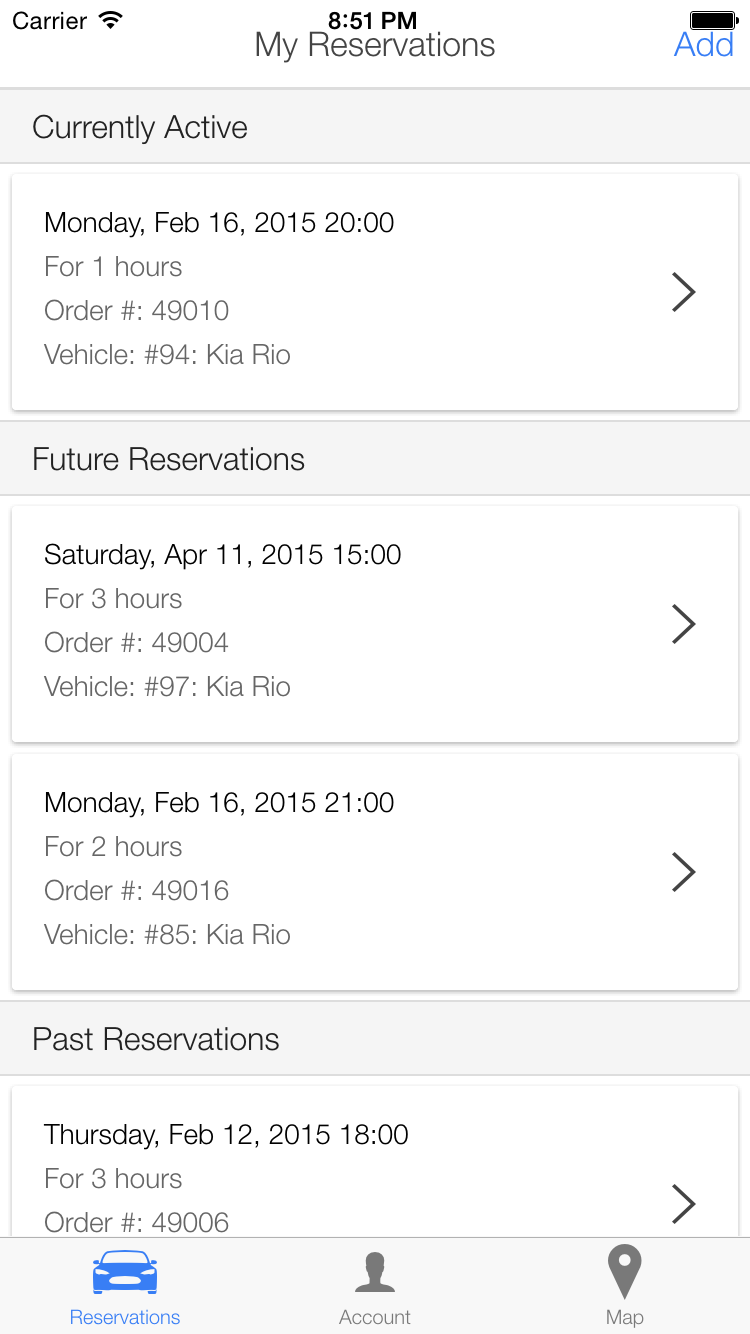 Carrier 8:51 PM
My Reservations Add
Currently Active
Monday, Feb 16, 2015 20:00
For 1 hours
Order #: 49010
Vehicle: #94: Kia Rio
Future Reservations
Saturday, Apr 11, 2015 15:00
For 3 hours
Order #: 49004
Vehicle: #97: Kia Rio
Monday, Feb 16, 2015 21:00
For 2 hours
Order #: 49016
Vehicle: #85: Kia Rio
Past Reservations
Thursday, Feb 12, 2015 18:00
For 3 hours
Order #: 49006
Reservations Account Map